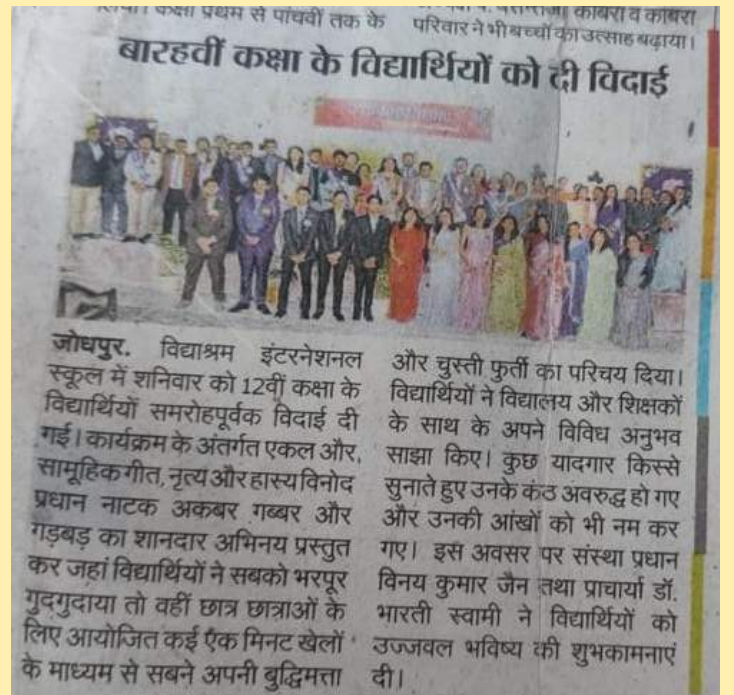 कक्षा प्रथम से पांचवीं तक के
काबरा व काबरा
परिवार ने भी बच्चों का उत्साह बढ़ाया।
बारहवीं कक्षा के विद्यार्थियों को दी विदाई
जोधपुर. विद्याश्रम इंटरनेशनल
स्कूल में शनिवार को 12वीं कक्षा के
विद्यार्थियों समरोहपूर्वक विदाई दी
गई। कार्यक्रम के अंतर्गत एकल और,
सामूहिक गीत, नृत्य और हास्य विनोद
प्रधान नाटक अकबर गब्बर और
गड़बड़ का शानदार अभिनय प्रस्तुत
कर जहां विद्यार्थियों ने सबको भरपूर
गुदगुदाया तो वहीं छात्र छात्राओं के
लिए आयोजित कई एक मिनट खेलों
के माध्यम से सबने अपनी बुद्धिमत्ता
और चुस्ती फुर्ती का परिचय दिया।
विद्यार्थियों ने विद्यालय और शिक्षकों
के साथ के अपने विविध अनुभव
साझा किए। कुछ यादगार किस्से
सुनाते हुए उनके कंठ अवरुद्ध हो गए
और उनकी आंखों को भी नम कर
गए। इस अवसर पर संस्था प्रधान
विनय कुमार जैन तथा प्राचार्या डॉ.
भारती स्वामी ने विद्यार्थियों को
उज्जवल भविष्य की शुभकामनाएं
दी।